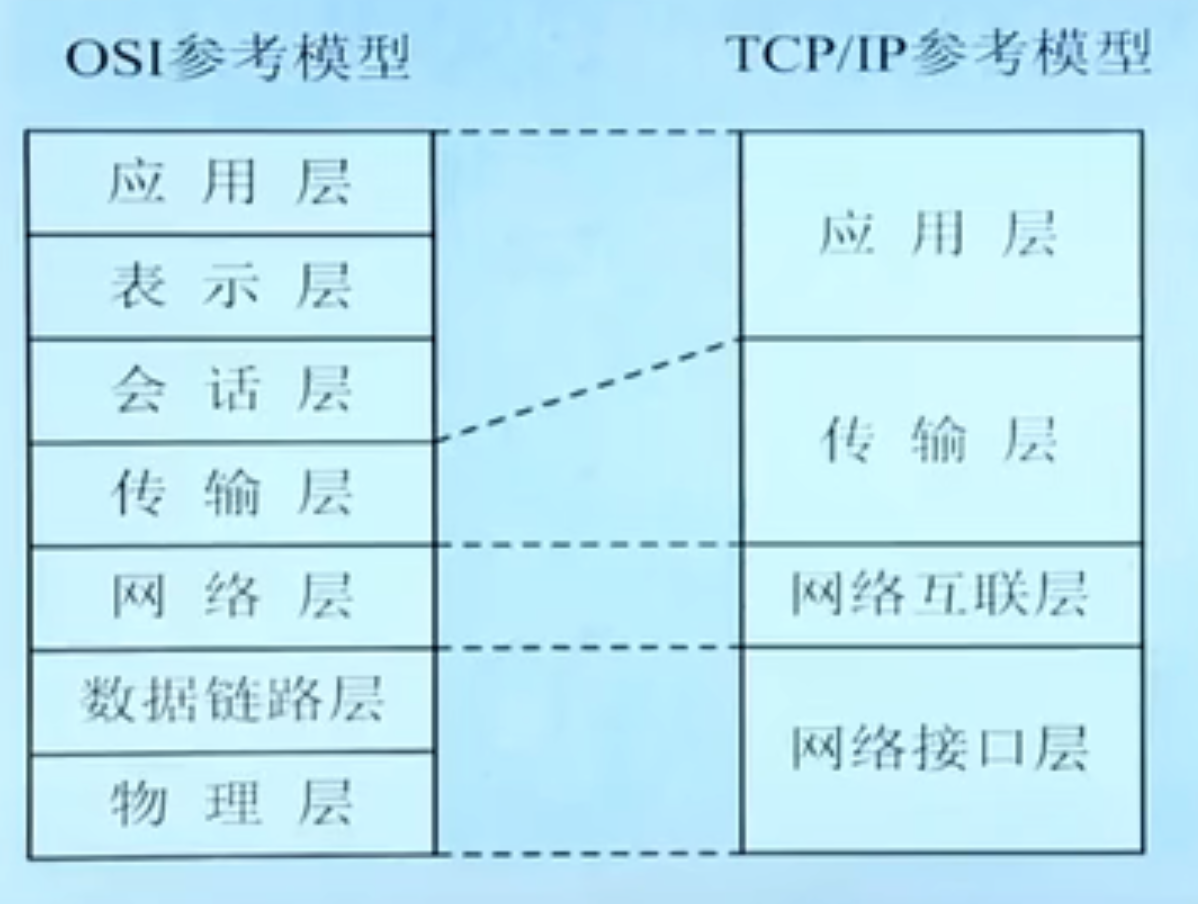 OSI参考模型
TCP/IP参考模型
应用层
表示层
会话层
传输层
网络层
数据链路层
物理层
应用层
传输层
网络互联层
网络接口层